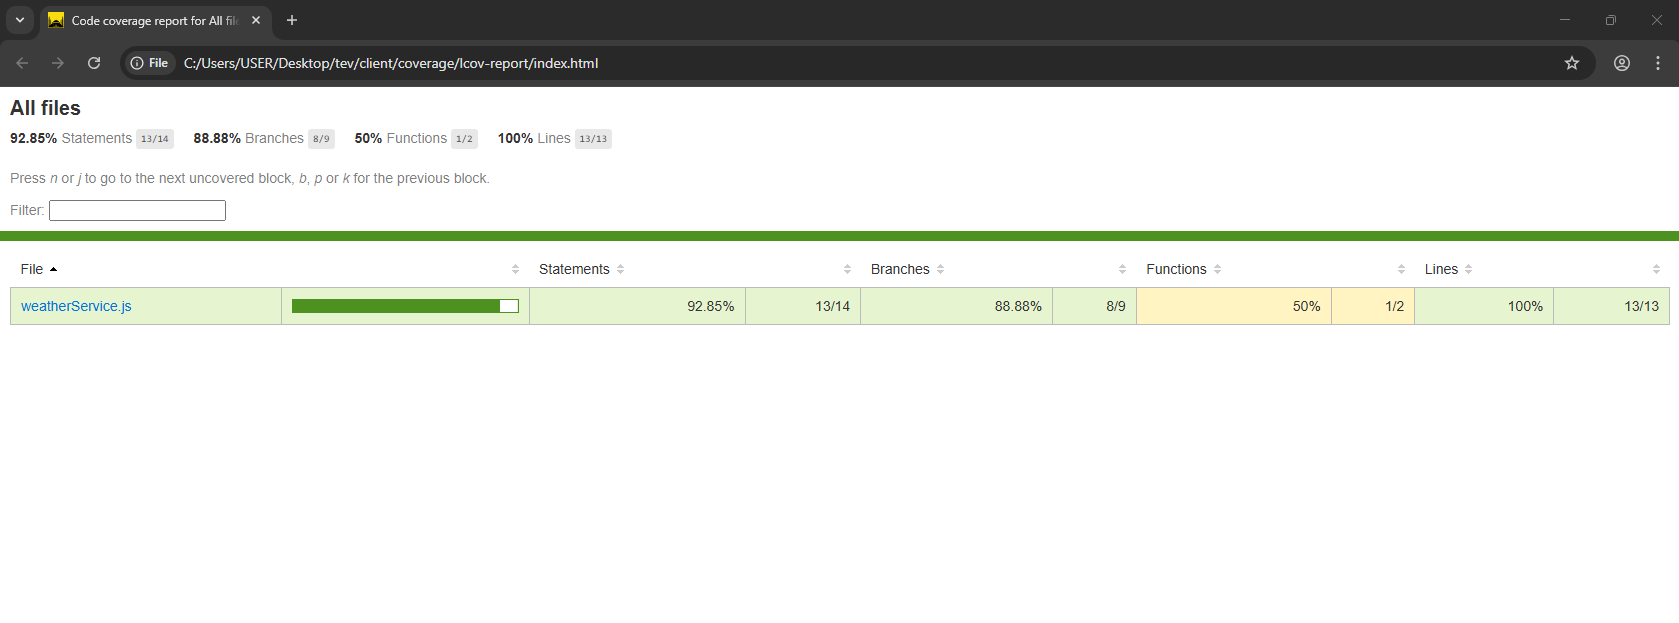 Code coverage report for All fil
File C:/Users/USER/Desktop/tev/client/coverage/lcov-report/index.html
All files
92.85% Statements 13/14 88.88% Branches 8/9 50% Functions 1/2 100% Lines 13/13
Press n or j to go to the next uncovered block, b, p or k for the previous block.
Filter:
File Statements Branches Functions Lines
weatherService.js 92.85% 13/14 88.88% 8/9 50% 1/2 100% 13/13